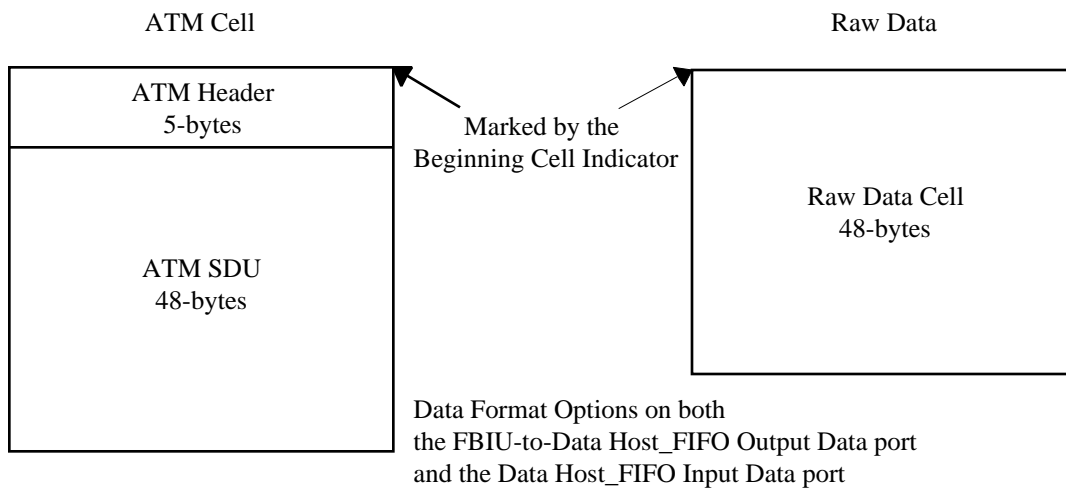 ATM Cell
Raw Data
ATM Header
5-bytes
Marked by the
Beginning Cell Indicator
Raw Data Cell
48-bytes
ATM SDU
48-bytes
Data Format Options on both
the FBIU-to-Data Host_FIFO Output Data port
and the Data Host_FIFO Input Data port